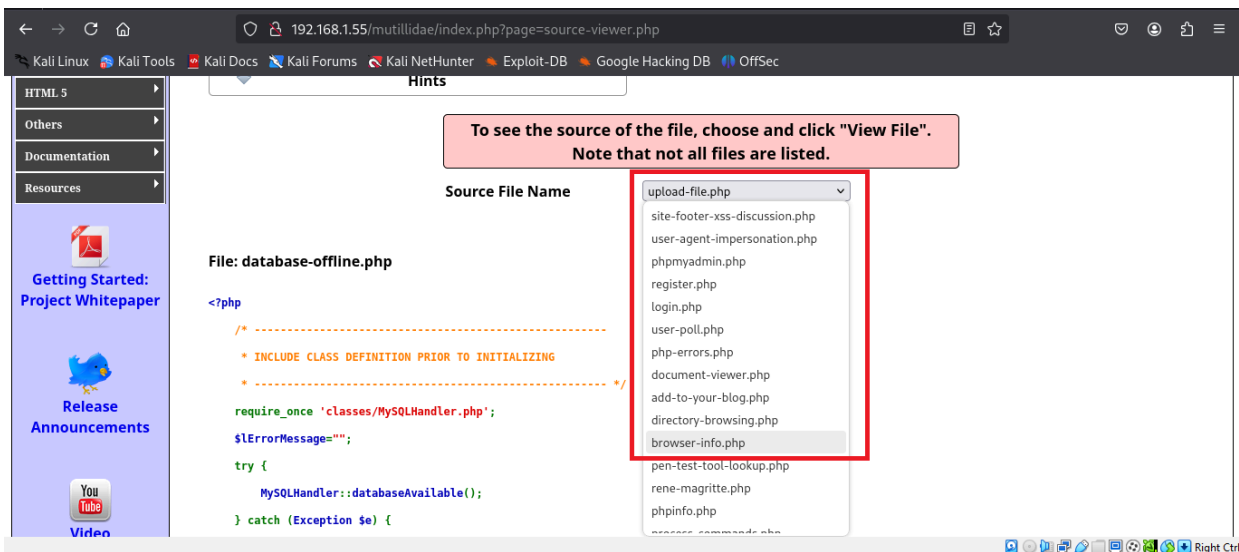 192.168.1.55/mutillidae/index.php?page=source-viewer.php
Kali Linux Kali Tools Kali Docs Kali Forums Kali NetHunter Exploit-DB Google Hacking DB OffSec
HTML 5
Others
Documentation
Resources
Getting Started:
Project Whitepaper
Release
Announcements
You
Tube
Video
Hints
To see the source of the file, choose and click "View File".
Note that not all files are listed.
Source File Name
upload-file.php
site-footer-xss-discussion.php
user-agent-impersonation.php
phpmyadmin.php
register.php
login.php
user-poll.php
php-errors.php
document-viewer.php
add-to-your-blog.php
directory-browsing.php
browser-info.php
pen-test-tool-lookup.php
rene-magritte.php
phpinfo.php
process-commands.php
File: database-offline.php
<?php
/* ------------------------------------------------------
* INCLUDE CLASS DEFINITION PRIOR TO INITIALIZING
* ------------------------------------------------------ */
require_once 'classes/MySQLHandler.php';
$lErrorMessage="";
try {
MySQLHandler::databaseAvailable();
} catch (Exception $e) {
Right Ctrl